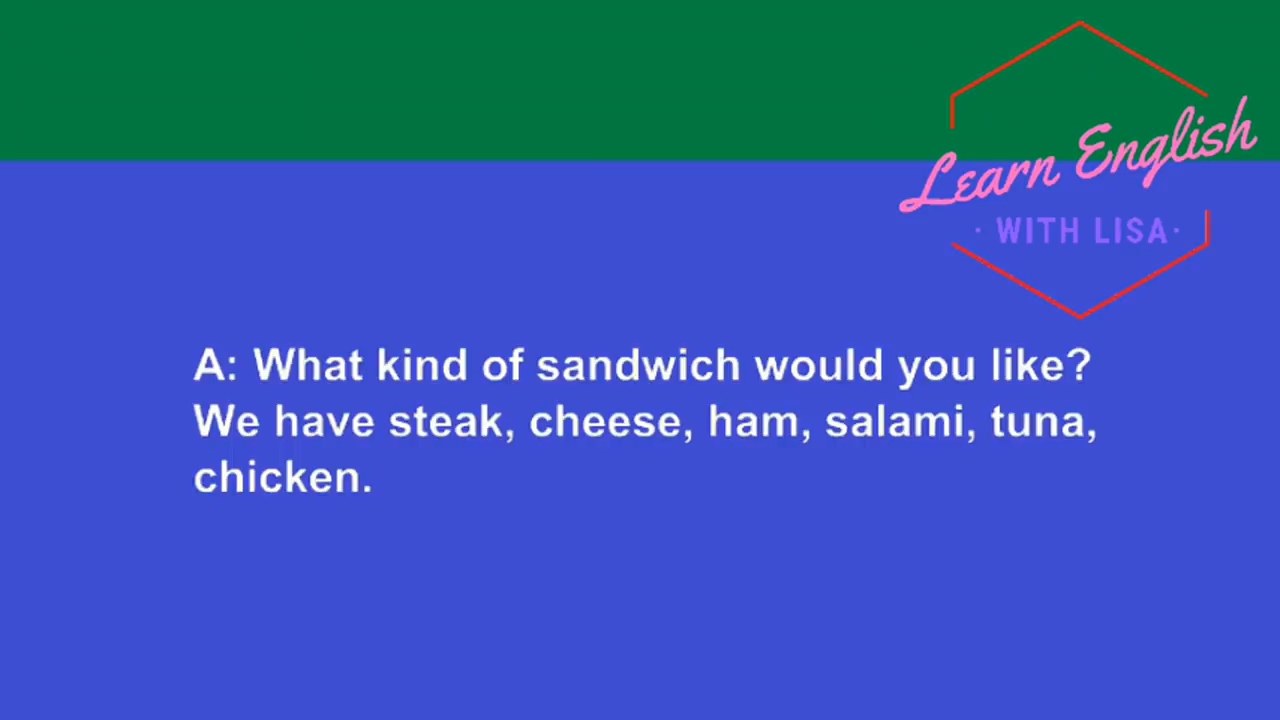 Learn English
· WITH LISA·
A: What kind of sandwich would you like?
We have steak, cheese, ham, salami, tuna,
chicken.